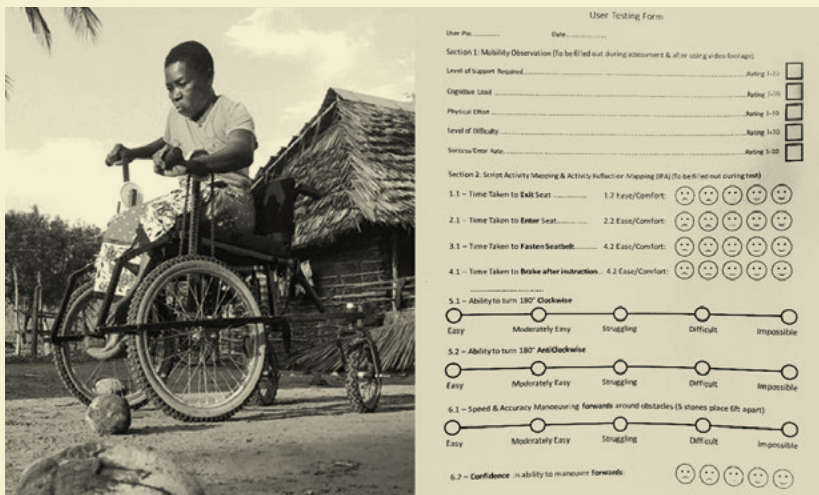 User Testing Form
User Pin............. Date..................
Section 1: Mobility Observation (To be filled out during assessment & after using video footage)
Level of Support Required Rating 1-10
Cognitive Load Rating 1-10
Physical Effort Rating 1-10
Level of Difficulty Rating 1-10
Success/Error Rate Rating 1-10
Section 2: Script Activity Mapping & Activity Reflection Mapping (IPA) (To be filled out during test)
1.1 – Time Taken to Exit Seat ............ 1.2 Ease/Comfort:
2.1 – Time Taken to Enter Seat............ 2.2 Ease/Comfort:
3.1 – Time Taken to Fasten Seatbelt......... 4.2 Ease/Comfort:
4.1 – Time Taken to Brake after instruction... 4.2 Ease/Comfort:
5.1 – Ability to turn 180° Clockwise
Easy Moderately Easy Struggling Difficult Impossible
5.2 – Ability to turn 180° AntiClockwise
Easy Moderately Easy Struggling Difficult Impossible
6.1 – Speed & Accuracy Manoeuvring forwards around obstacles (5 stones place 6ft apart)
Easy Moderately Easy Struggling Difficult Impossible
6.2 – Confidence in ability to maneuver forwards: